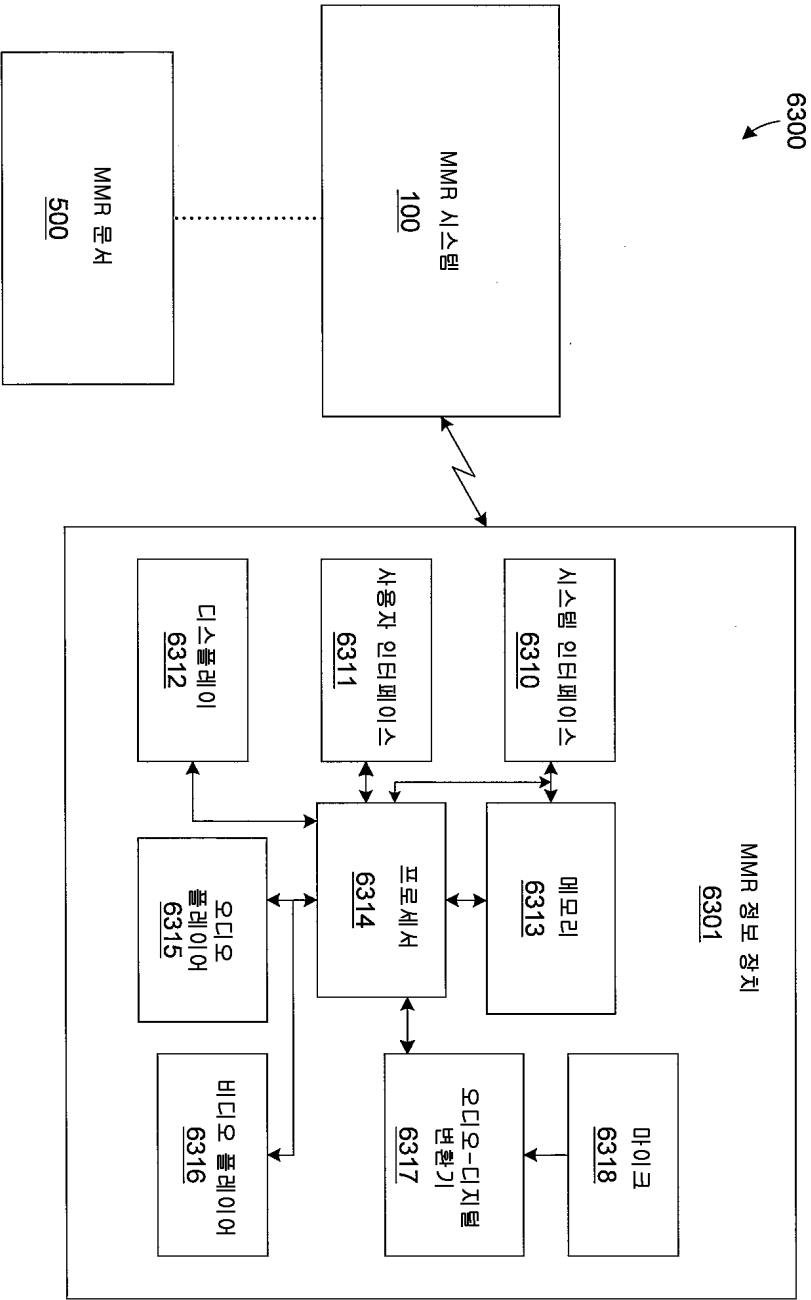 6300
MMR 시스템
100
MMR 문서
500
MMR 정보 장치
6301
시스템 인터페이스
6310
사용자 인터페이스
6311
디스플레이
6312
메모리
6313
프로세서
6314
오디오
플레이어
6315
마이크
6318
오디오-디지털
변환기
6317
비디오 플레이어
6316